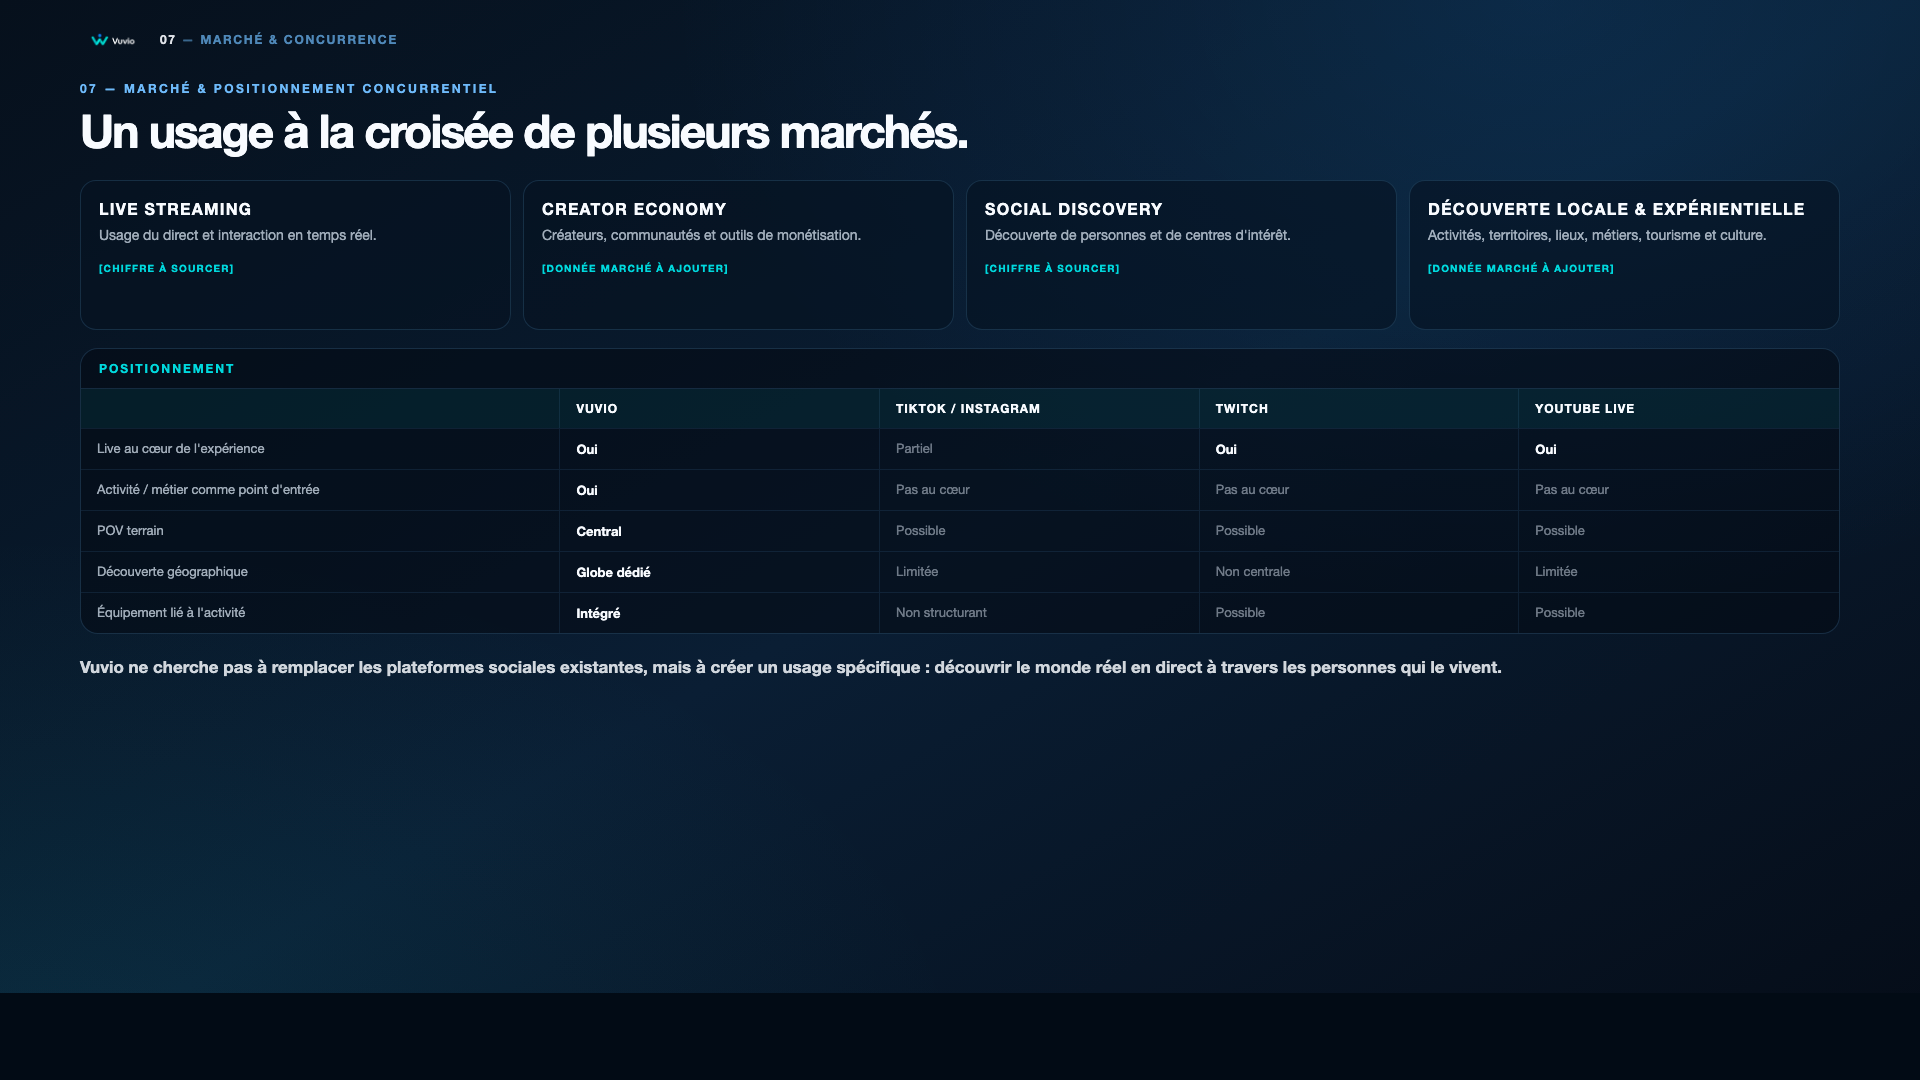 Vuvio 07 — MARCHÉ & CONCURRENCE
07 — MARCHÉ & POSITIONNEMENT CONCURRENTIEL
Un usage à la croisée de plusieurs marchés.
LIVE STREAMING
Usage du direct et interaction en temps réel.
[CHIFFRE À SOURCER]
CREATOR ECONOMY
Créateurs, communautés et outils de monétisation.
[DONNÉE MARCHÉ À AJOUTER]
SOCIAL DISCOVERY
Découverte de personnes et de centres d'intérêt.
[CHIFFRE À SOURCER]
DÉCOUVERTE LOCALE & EXPÉRIENTIELLE
Activités, territoires, lieux, métiers, tourisme et culture.
[DONNÉE MARCHÉ À AJOUTER]
POSITIONNEMENT
VUVIO TIKTOK / INSTAGRAM TWITCH YOUTUBE LIVE
Live au cœur de l'expérience Oui Partiel Oui Oui
Activité / métier comme point d'entrée Oui Pas au cœur Pas au cœur Pas au cœur
POV terrain Central Possible Possible Possible
Découverte géographique Globe dédié Limitée Non centrale Limitée
Équipement lié à l'activité Intégré Non structurant Possible Possible
Vuvio ne cherche pas à remplacer les plateformes sociales existantes, mais à créer un usage spécifique : découvrir le monde réel en direct à travers les personnes qui le vivent.